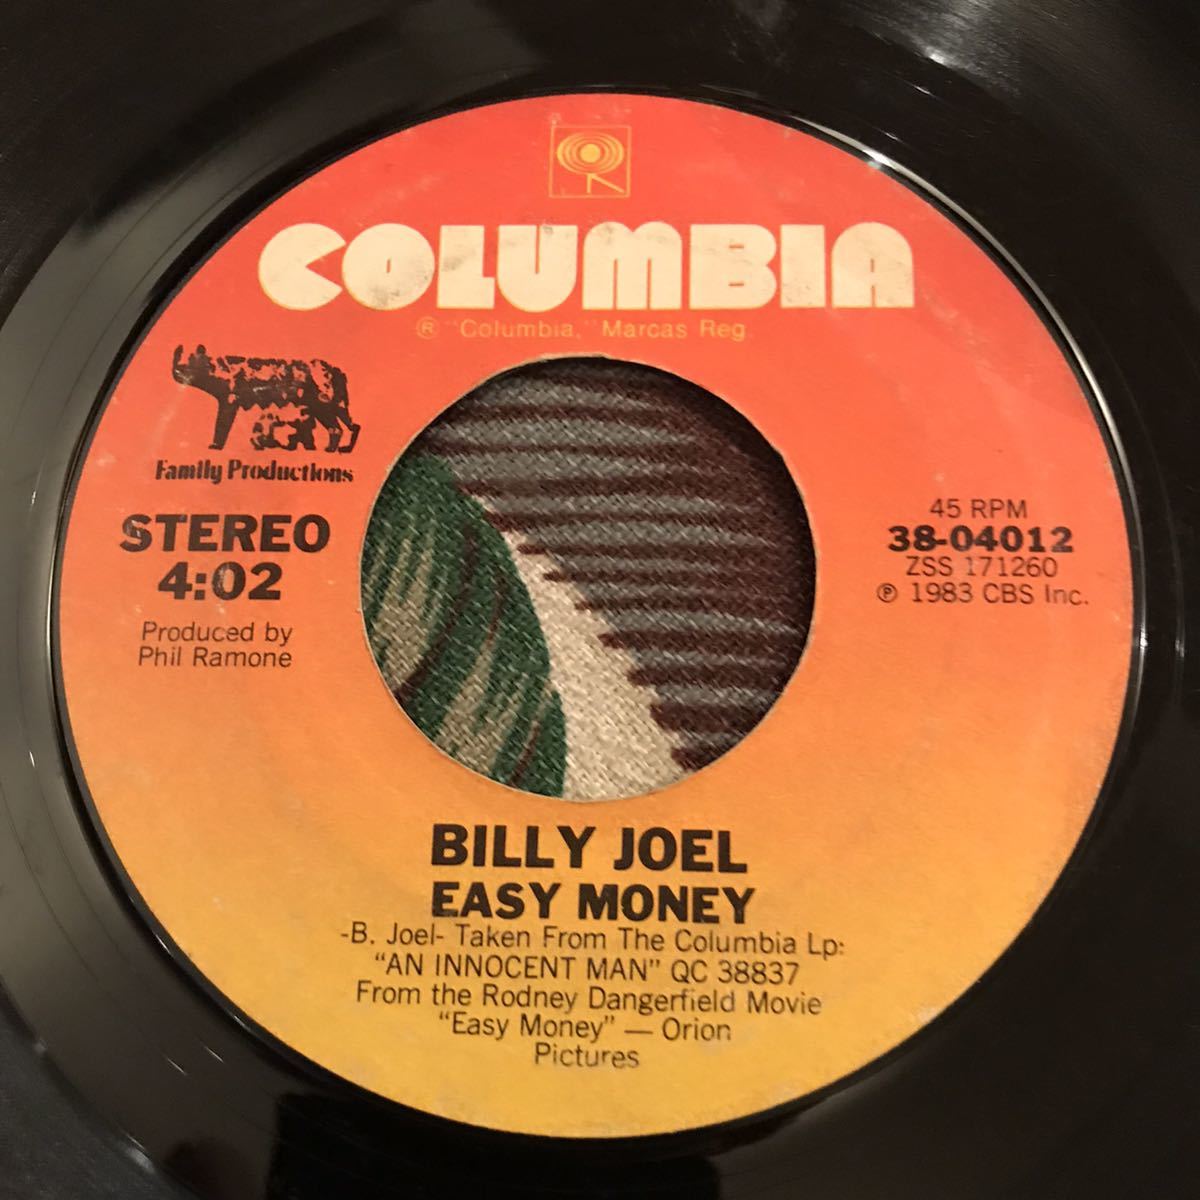 COLUMBIA
® "Columbia," Marcas Reg.
Family Productions
STEREO
4:02
Produced by
Phil Ramone
45 RPM
38-04012
ZSS 171260
℗ 1983 CBS Inc.
BILLY JOEL
EASY MONEY
-B. Joel- Taken From The Columbia Lp:
"AN INNOCENT MAN" QC 38837
From the Rodney Dangerfield Movie
"Easy Money" — Orion
Pictures